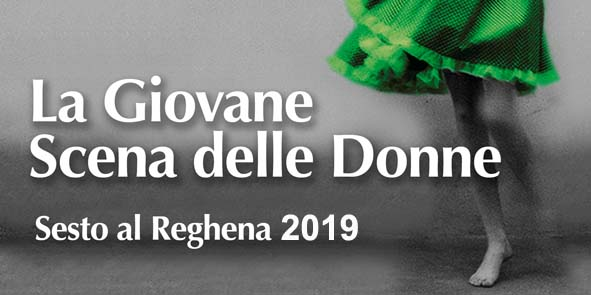 La Giovane
Scena delle Donne
Sesto al Reghena 2019